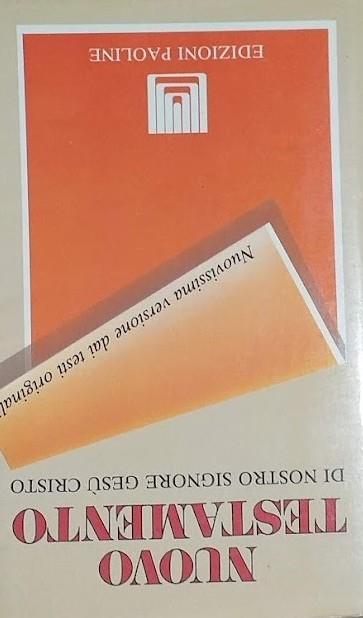 NUOVO
TESTAMENTO
DI NOSTRO SIGNORE GESÙ CRISTO
Nuovissima versione dai testi originali
EDIZIONI PAOLINE